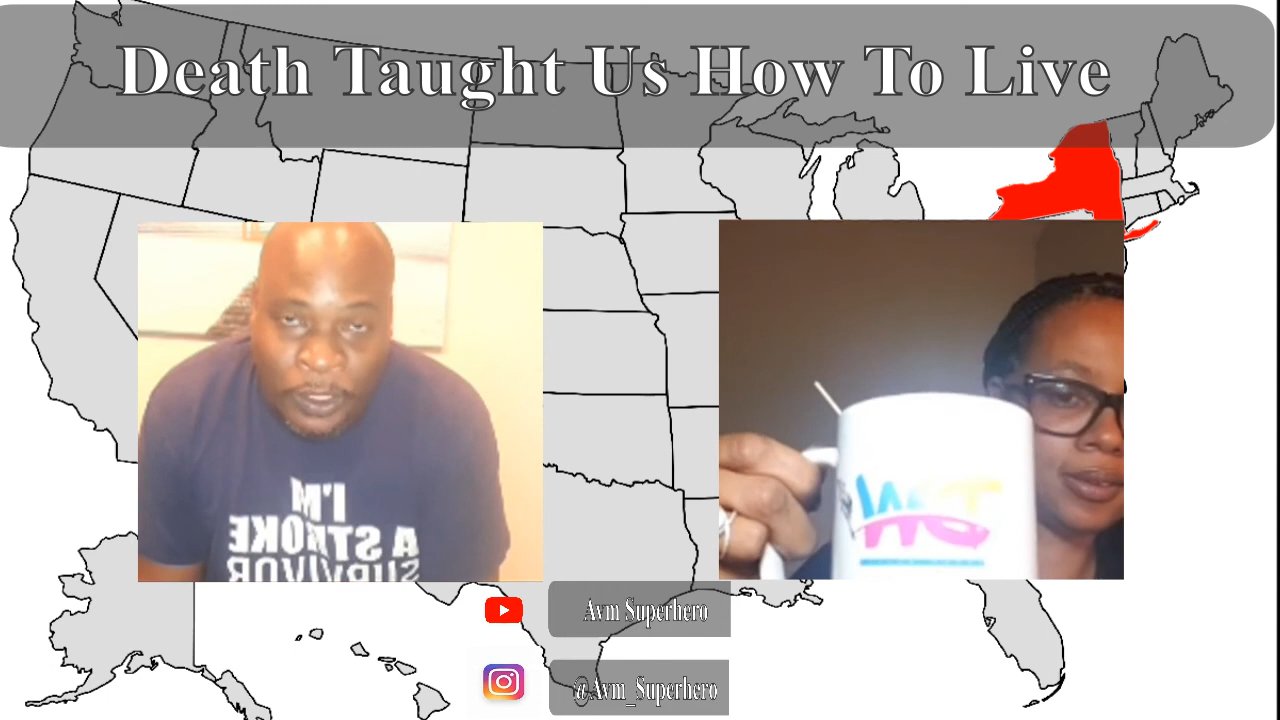 Death Taught Us How To Live
I'M
A STROKE
SURVIVOR
Avm Superhero
@Avm_Superhero